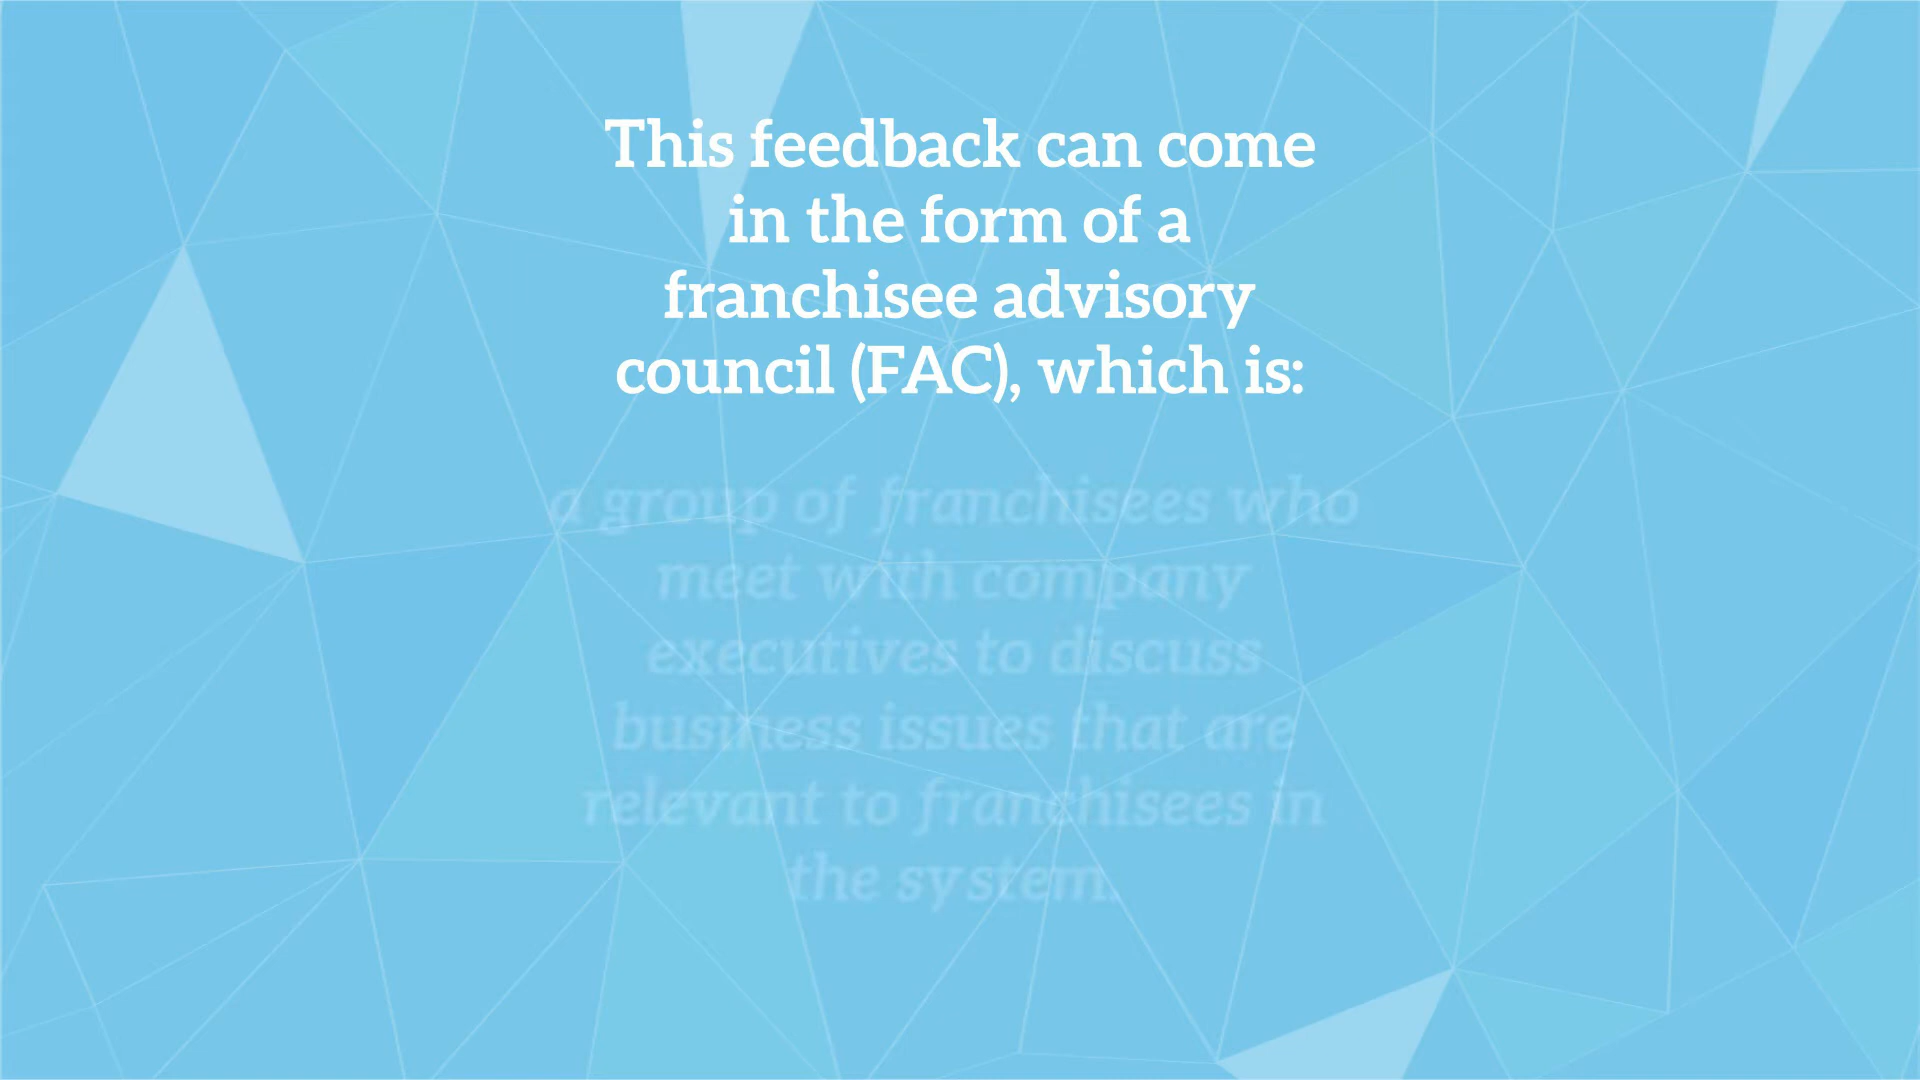 This feedback can come
in the form of a
franchisee advisory
council (FAC), which is:
a group of franchisees who
meet with company
executives to discuss
business issues that are
relevant to franchisees in
the system.